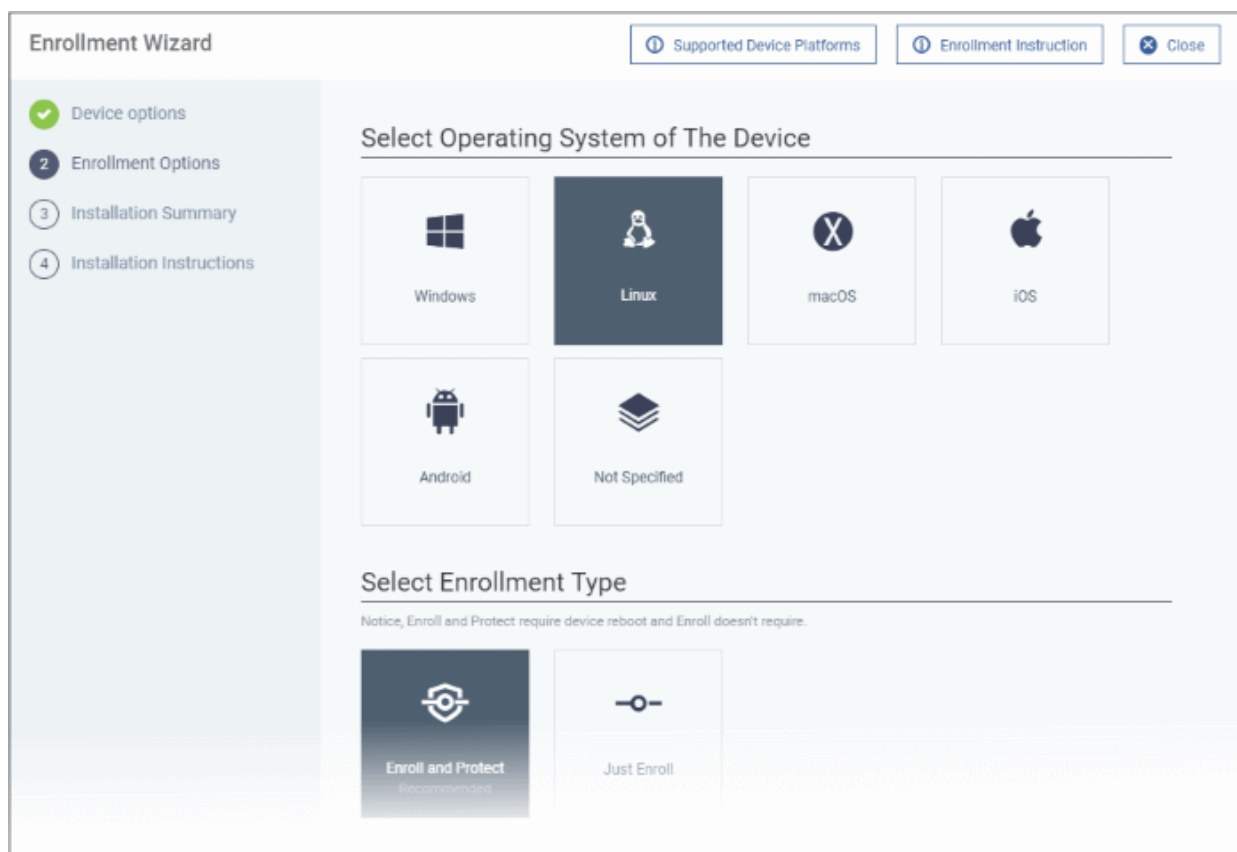 Enrollment Wizard
Supported Device Platforms
Enrollment Instruction
Close
Device options
2 Enrollment Options
3 Installation Summary
4 Installation Instructions
Select Operating System of The Device
Windows
Linux
macOS
iOS
Android
Not Specified
Select Enrollment Type
Notice, Enroll and Protect require device reboot and Enroll doesn't require.
Enroll and Protect
Recommended
Just Enroll